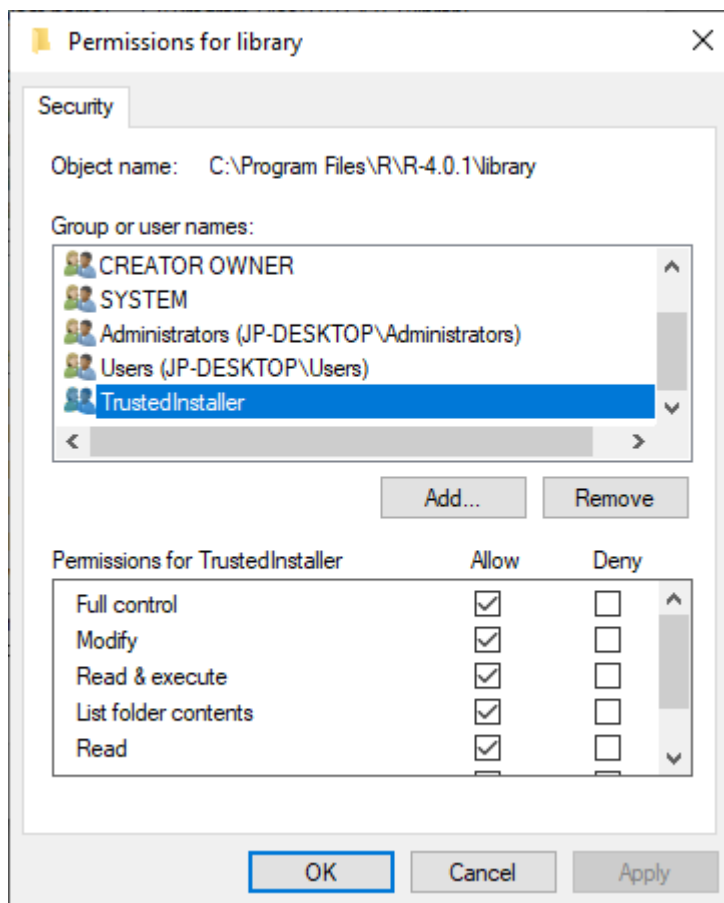 Permissions for library
Security
Object name: C:\Program Files\R\R-4.0.1\library
Group or user names:
CREATOR OWNER
SYSTEM
Administrators (JP-DESKTOP\Administrators)
Users (JP-DESKTOP\Users)
TrustedInstaller
Add... Remove
Permissions for TrustedInstaller Allow Deny
Full control
Modify
Read & execute
List folder contents
Read
OK Cancel Apply